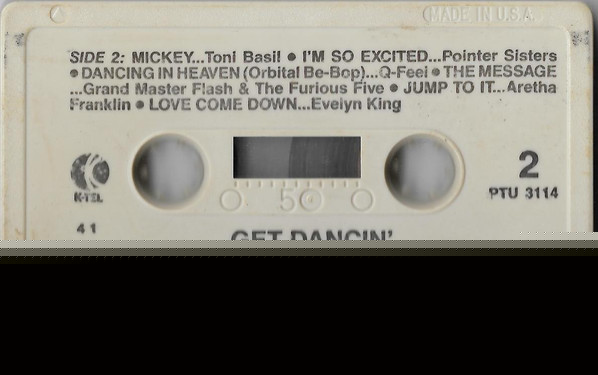 MADE IN U.S.A.
SIDE 2: MICKEY...Toni Basil ● I'M SO EXCITED...Pointer Sisters
● DANCING IN HEAVEN (Orbital Be-Bop)...Q-Feel ● THE MESSAGE
...Grand Master Flash & The Furious Five ● JUMP TO IT...Aretha
Franklin ● LOVE COME DOWN...Evelyn King
K
K-TEL
2
PTU 3114
50
41
GET DANCIN'